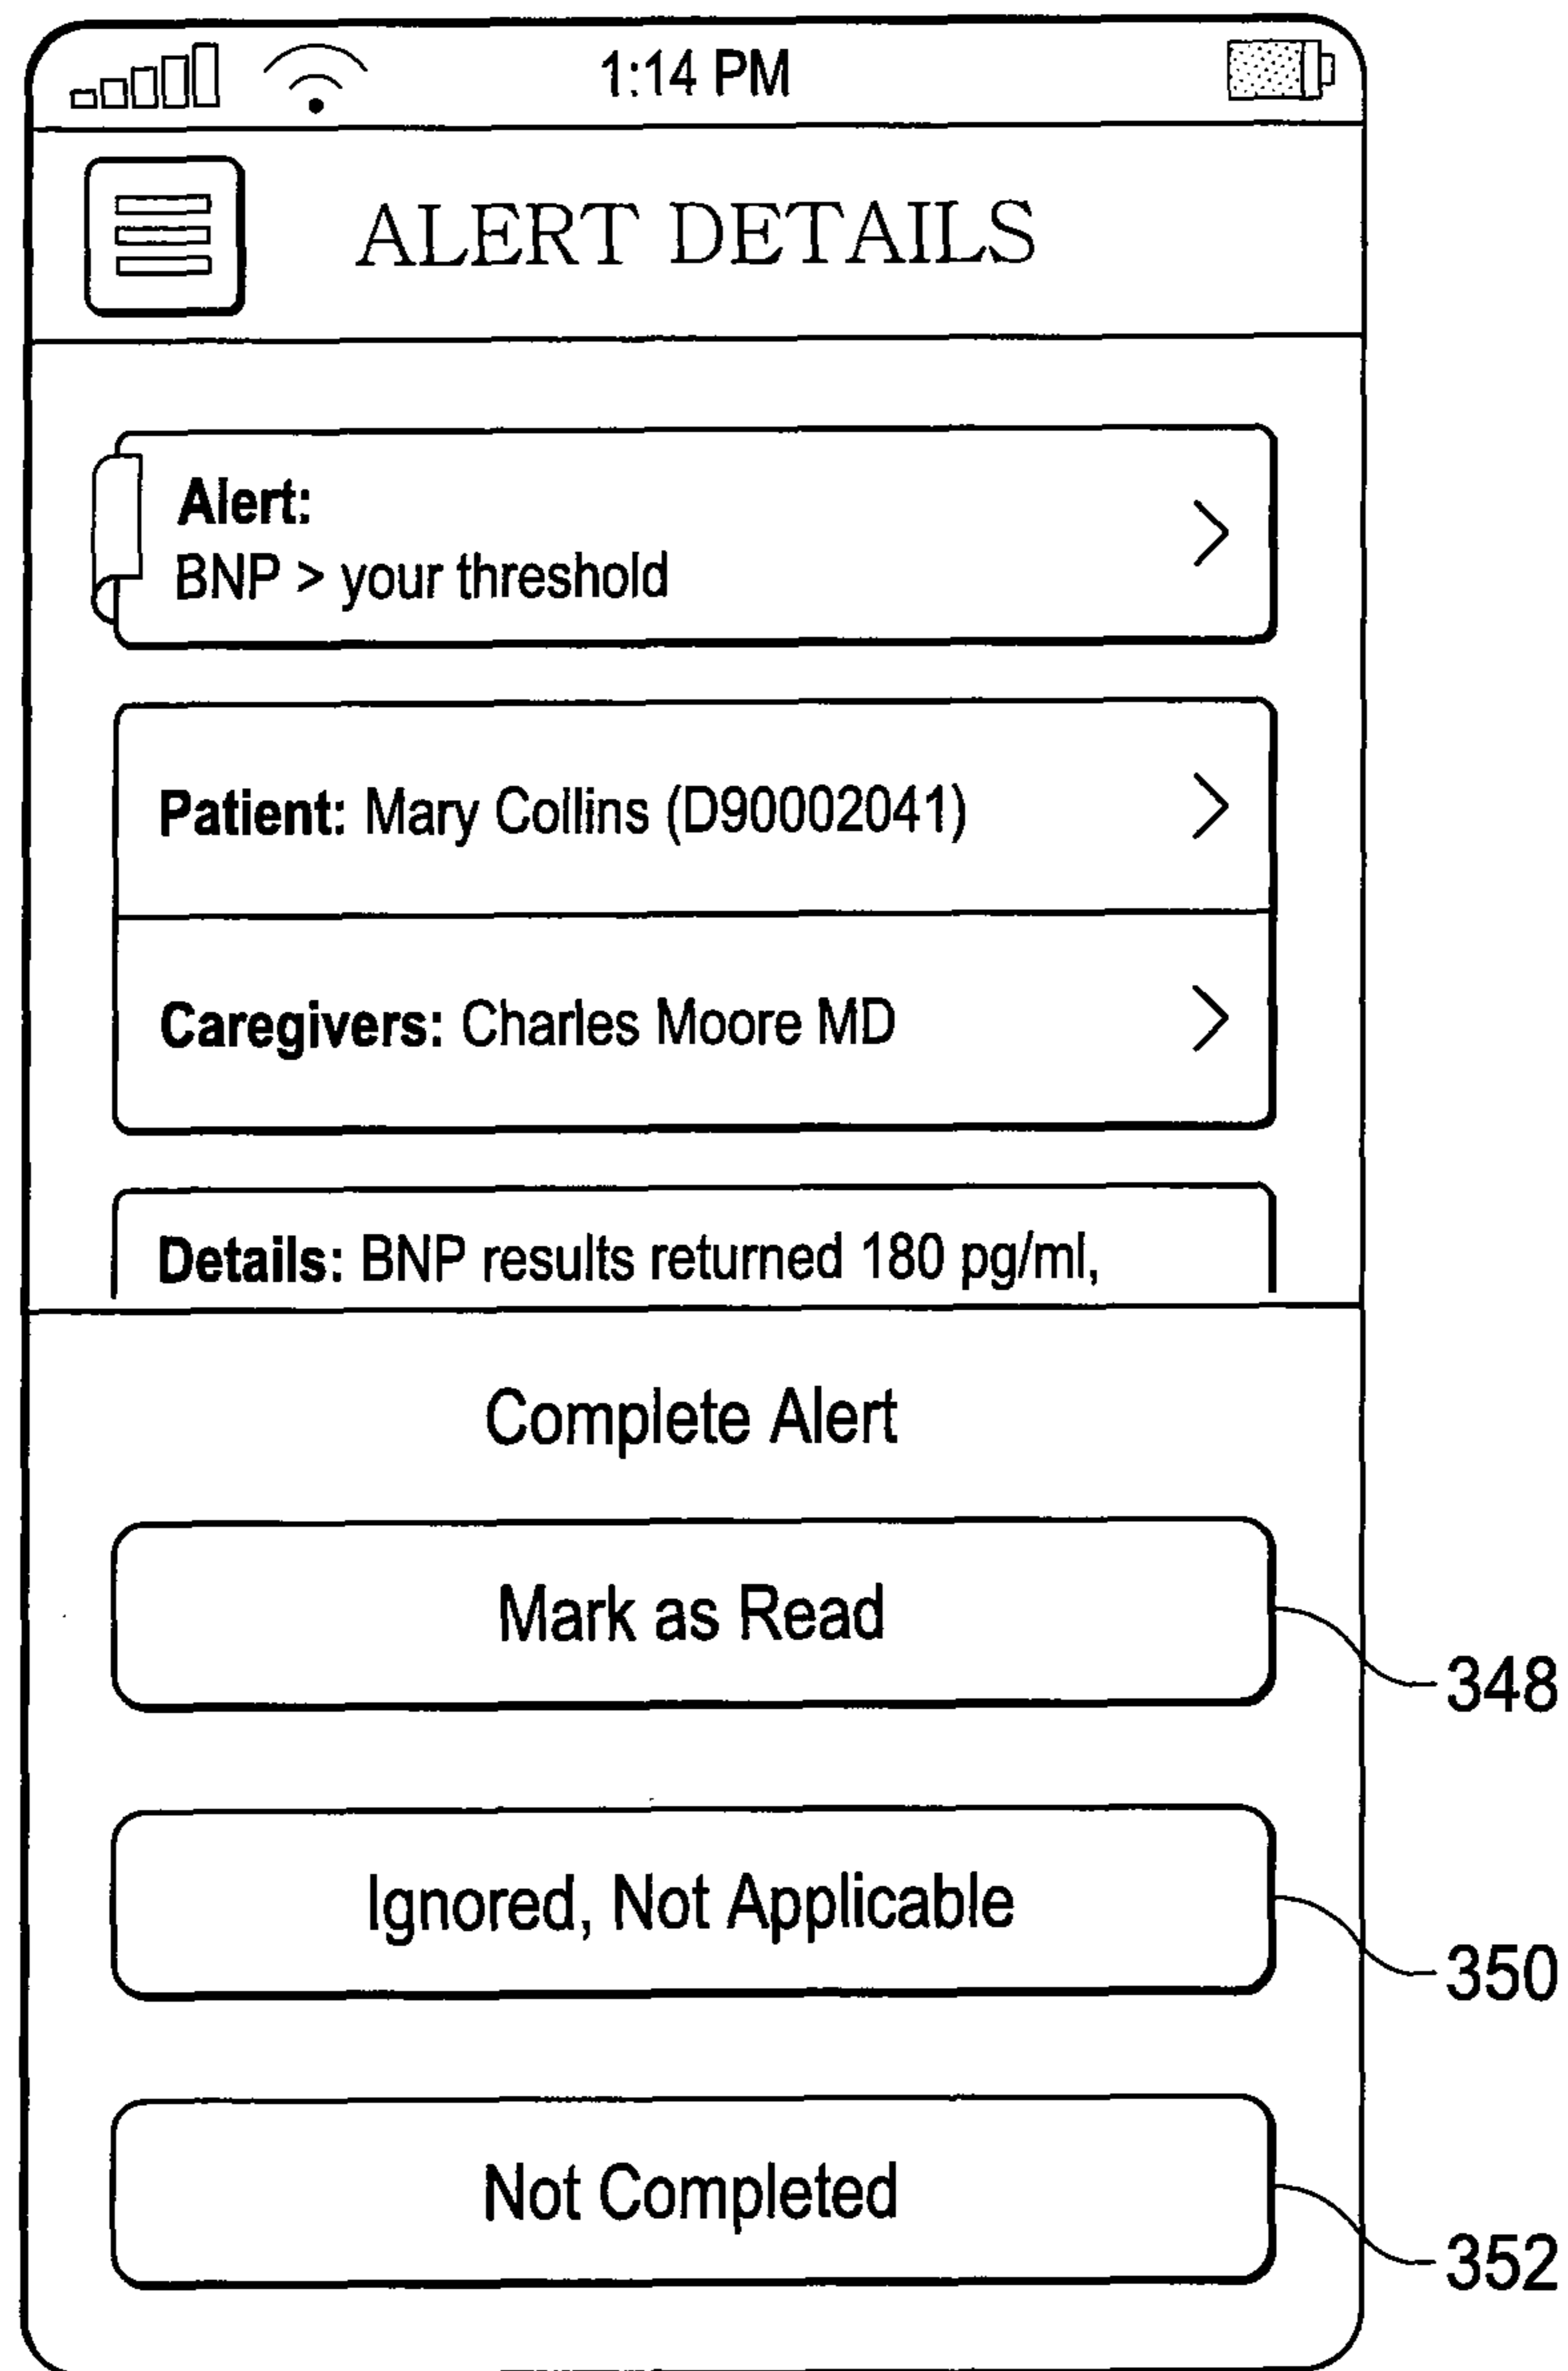 1:14 PM
ALERT DETAILS
Alert:
BNP > your threshold
Patient: Mary Collins (D90002041)
Caregivers: Charles Moore MD
Details: BNP results returned 180 pg/ml,
Complete Alert
Mark as Read
348
Ignored, Not Applicable
350
Not Completed
352